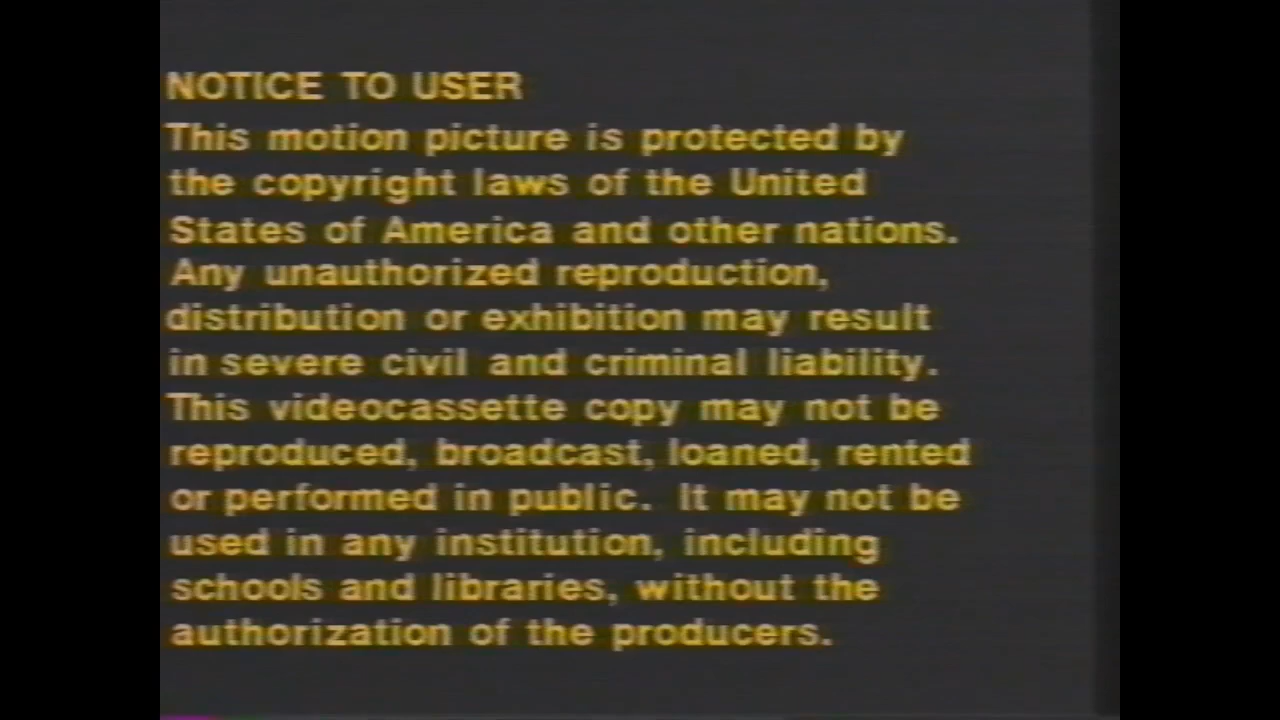 NOTICE TO USER
This motion picture is protected by
the copyright laws of the United
States of America and other nations.
Any unauthorized reproduction,
distribution or exhibition may result
in severe civil and criminal liability.
This videocassette copy may not be
reproduced, broadcast, loaned, rented
or performed in public. It may not be
used in any institution, including
schools and libraries, without the
authorization of the producers.